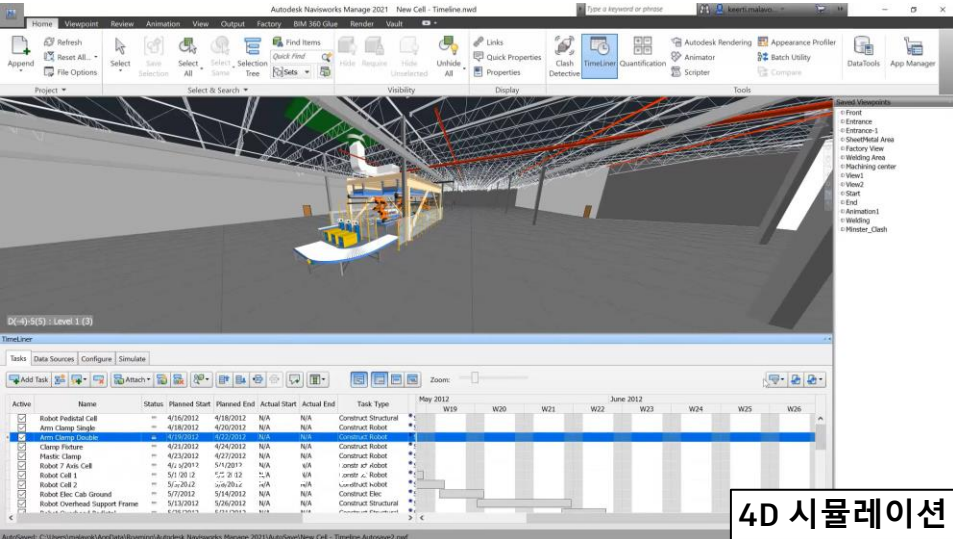 Autodesk Navisworks Manage 2021 New Cell - Timeline.nwd
Type a keyword or phrase
Home Viewpoint Review Animation View Output Factory BIM 360 Glue Render Vault
Append
Refresh
Reset All...
File Options
Project
Select
Save Selection
Select All
Select Same
Selection Tree
Find Items
Quick Find
Sets
Select & Search
Hide
Require
Hide Unselected
Unhide All
Visibility
Links
Quick Properties
Properties
Display
Clash Detective
TimeLiner
Quantification
Autodesk Rendering
Animator
Scripter
Appearance Profiler
Batch Utility
Compare
Tools
DataTools
App Manager
Saved Viewpoints
Front
Entrance
Entrance-1
SheetMetal Area
Factory View
Welding Area
Machining center
View1
View2
Start
End
Animation1
Welding
Minster_Clash
D(-4)-5(5) : Level 1 (3)
TimeLiner
Tasks Data Sources Configure Simulate
Add Task
Attach
Zoom:
Active Name Status Planned Start Planned End Actual Start Actual End Task Type
May 2012 June 2012
W19 W20 W21 W22 W23 W24 W25 W26
Robot Pedistal Cell 4/16/2012 4/18/2012 N/A N/A Construct Structural
Arm Clamp Single 4/18/2012 4/20/2012 N/A N/A Construct Robot
Arm Clamp Double 4/19/2012 4/22/2012 N/A N/A Construct Robot
Clamp Fixture 4/21/2012 4/24/2012 N/A N/A Construct Robot
Mastic Clamp 4/23/2012 4/27/2012 N/A N/A Construct Robot
Robot 7 Axis Cell 5/1/2012 N/A Robot
Robot Cell 1 Robot
Robot Cell 2 N/A N/A Robot
Robot Elec Cab Ground 5/7/2012 5/14/2012 N/A N/A Construct Elec
Robot Overhead Support Frame 5/13/2012 5/26/2012 N/A N/A Construct Structural
4D 시뮬레이션